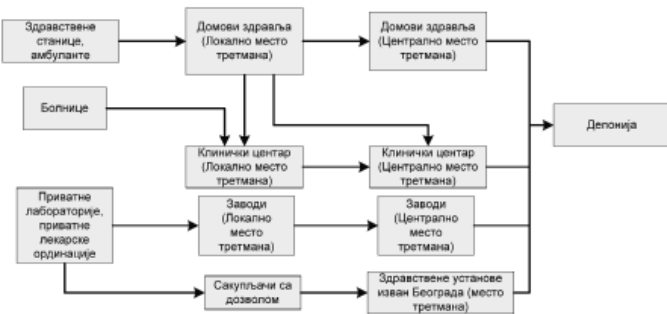 Здравствене
станице,
амбуланте
Домови здравља
(Локално место
третмана)
Домови здравља
(Централно место
третмана)
Болнице
Депонија
Клинички центар
(Локално место
третмана)
Клинички центар
(Централно место
третмана)
Приватне
лабораторије,
приватне
лекарске
ординације
Заводи
(Локално
место
третмана)
Заводи
(Централно
место
третмана)
Сакупљачи са
дозволом
Здравствене установе
изван Београда (место
третмана)